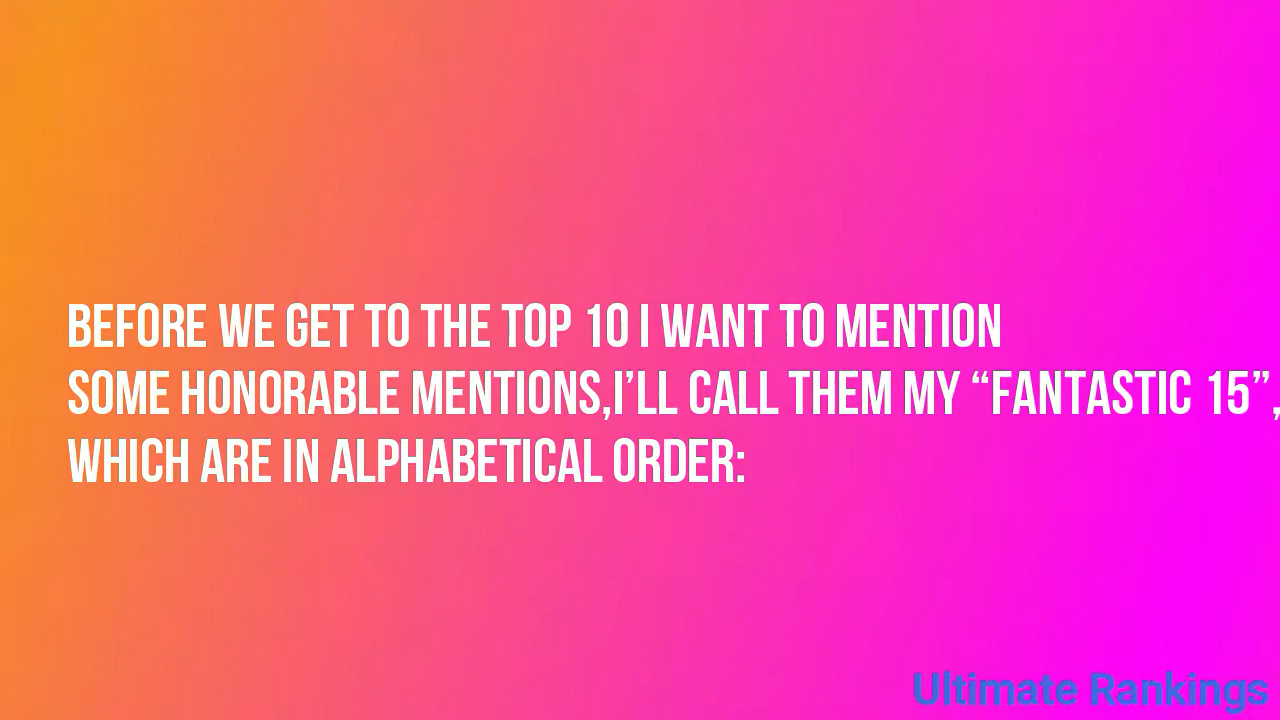 BEFORE WE GET TO THE TOP 10 I WANT TO MENTION
SOME HONORABLE MENTIONS,I’LL CALL THEM MY “FANTASTIC 15”,
WHICH ARE IN ALPHABETICAL ORDER:
Ultimate Rankings